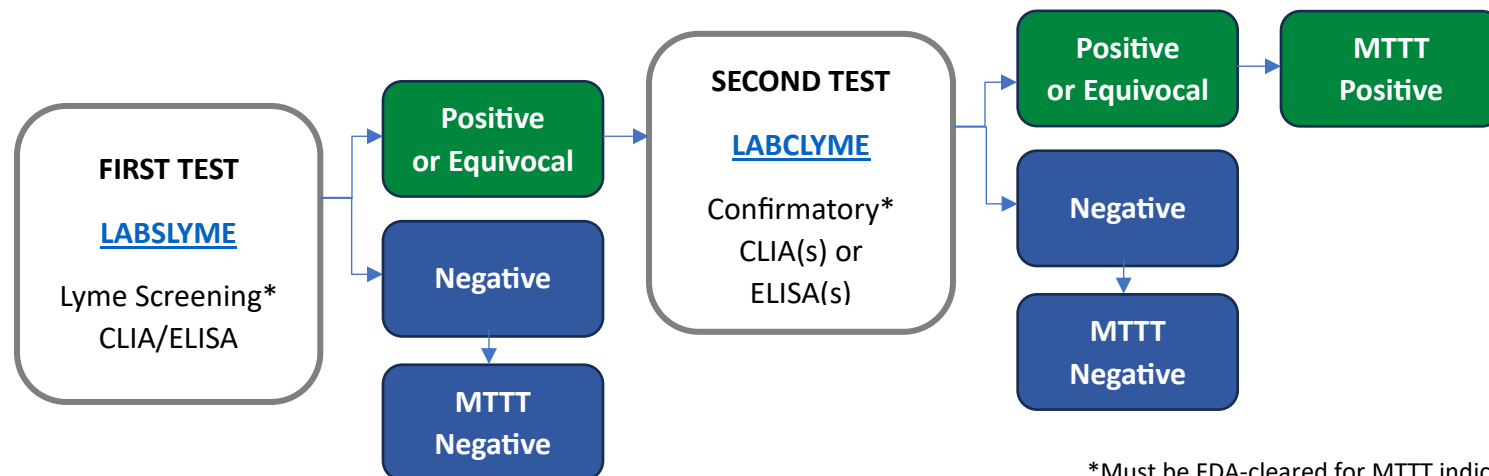 FIRST TEST
LABSLYME
Lyme Screening*
CLIA/ELISA
Positive
or Equivocal
Negative
MTTT
Negative
SECOND TEST
LABCLYME
Confirmatory*
CLIA(s) or
ELISA(s)
Positive
or Equivocal
MTTT
Positive
Negative
MTTT
Negative
*Must be FDA-cleared for MTTT